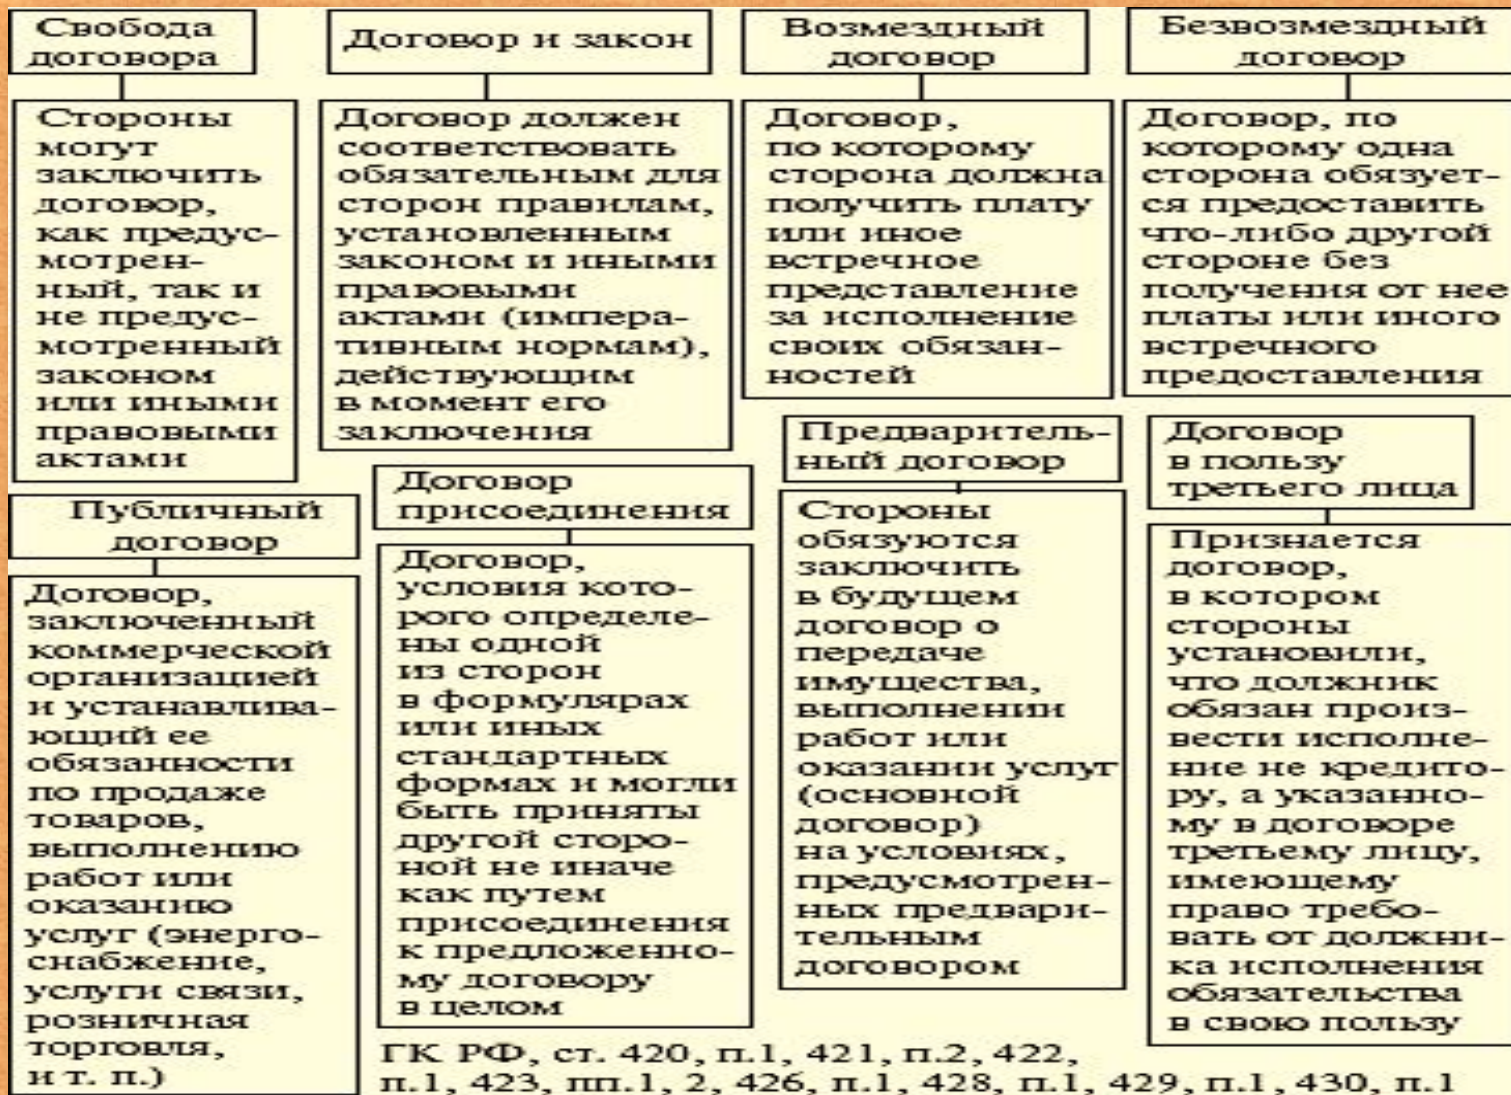 Свобода
договора
Стороны
могут
заключить
договор,
как предус-
мотрен-
ный, так и
не предус-
мотренный
законом
или иными
правовыми
актами
Договор и закон
Договор должен
соответствовать
обязательным для
сторон правилам,
установленным
законом и иными
правовыми
актами (импера-
тивным нормам),
действующим
в момент его
заключения
Возмездный
договор
Договор,
по которому
сторона должна
получить плату
или иное
встречное
представление
за исполнение
своих обязан-
ностей
Безвозмездный
договор
Договор, по
которому одна
сторона обязует-
ся предоставить
что-либо другой
стороне без
получения от нее
платы или иного
встречного
предоставления
Публичный
договор
Договор,
заключенный
коммерческой
организацией
и устанавлива-
ющий ее
обязанности
по продаже
товаров,
выполнению
работ или
оказанию
услуг (энерго-
снабжение,
услуги связи,
розничная
торговля,
и т. п.)
Договор
присоединения
Договор,
условия кото-
рого определе-
ны одной
из сторон
в формулярах
или иных
стандартных
формах и могли
быть приняты
другой сторо-
ной не иначе
как путем
присоединения
к предложенно-
му договору
в целом
Предваритель-
ный договор
Стороны
обязуются
заключить
в будущем
договор о
передаче
имущества,
выполнении
работ или
оказании услуг
(основной
договор)
на условиях,
предусмотрен-
ных предвари-
тельным
договором
Договор
в пользу
третьего лица
Признается
договор,
в котором
стороны
установили,
что должник
обязан произ-
вести исполне-
ние не кредито-
ру, а указанно-
му в договоре
третьему лицу,
имеющему
право требо-
вать от должни-
ка исполнения
обязательства
в свою пользу
ГК РФ, ст. 420, п.1, 421, п.2, 422,
п.1, 423, пп.1, 2, 426, п.1, 428, п.1, 429, п.1, 430, п.1